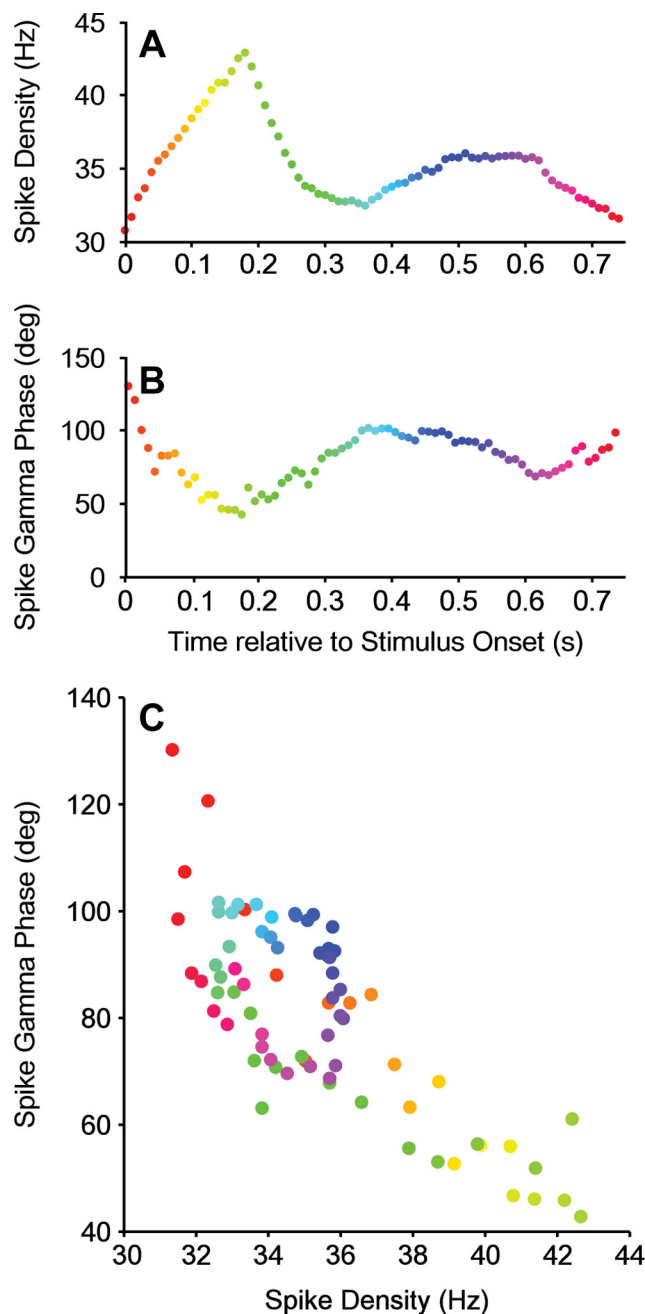 A
Spike Density (Hz)
45
40
35
30
0 0.1 0.2 0.3 0.4 0.5 0.6 0.7
B
Spike Gamma Phase (deg)
150
100
50
0
0 0.1 0.2 0.3 0.4 0.5 0.6 0.7
Time relative to Stimulus Onset (s)
C
Spike Gamma Phase (deg)
140
120
100
80
60
40
30 32 34 36 38 40 42 44
Spike Density (Hz)